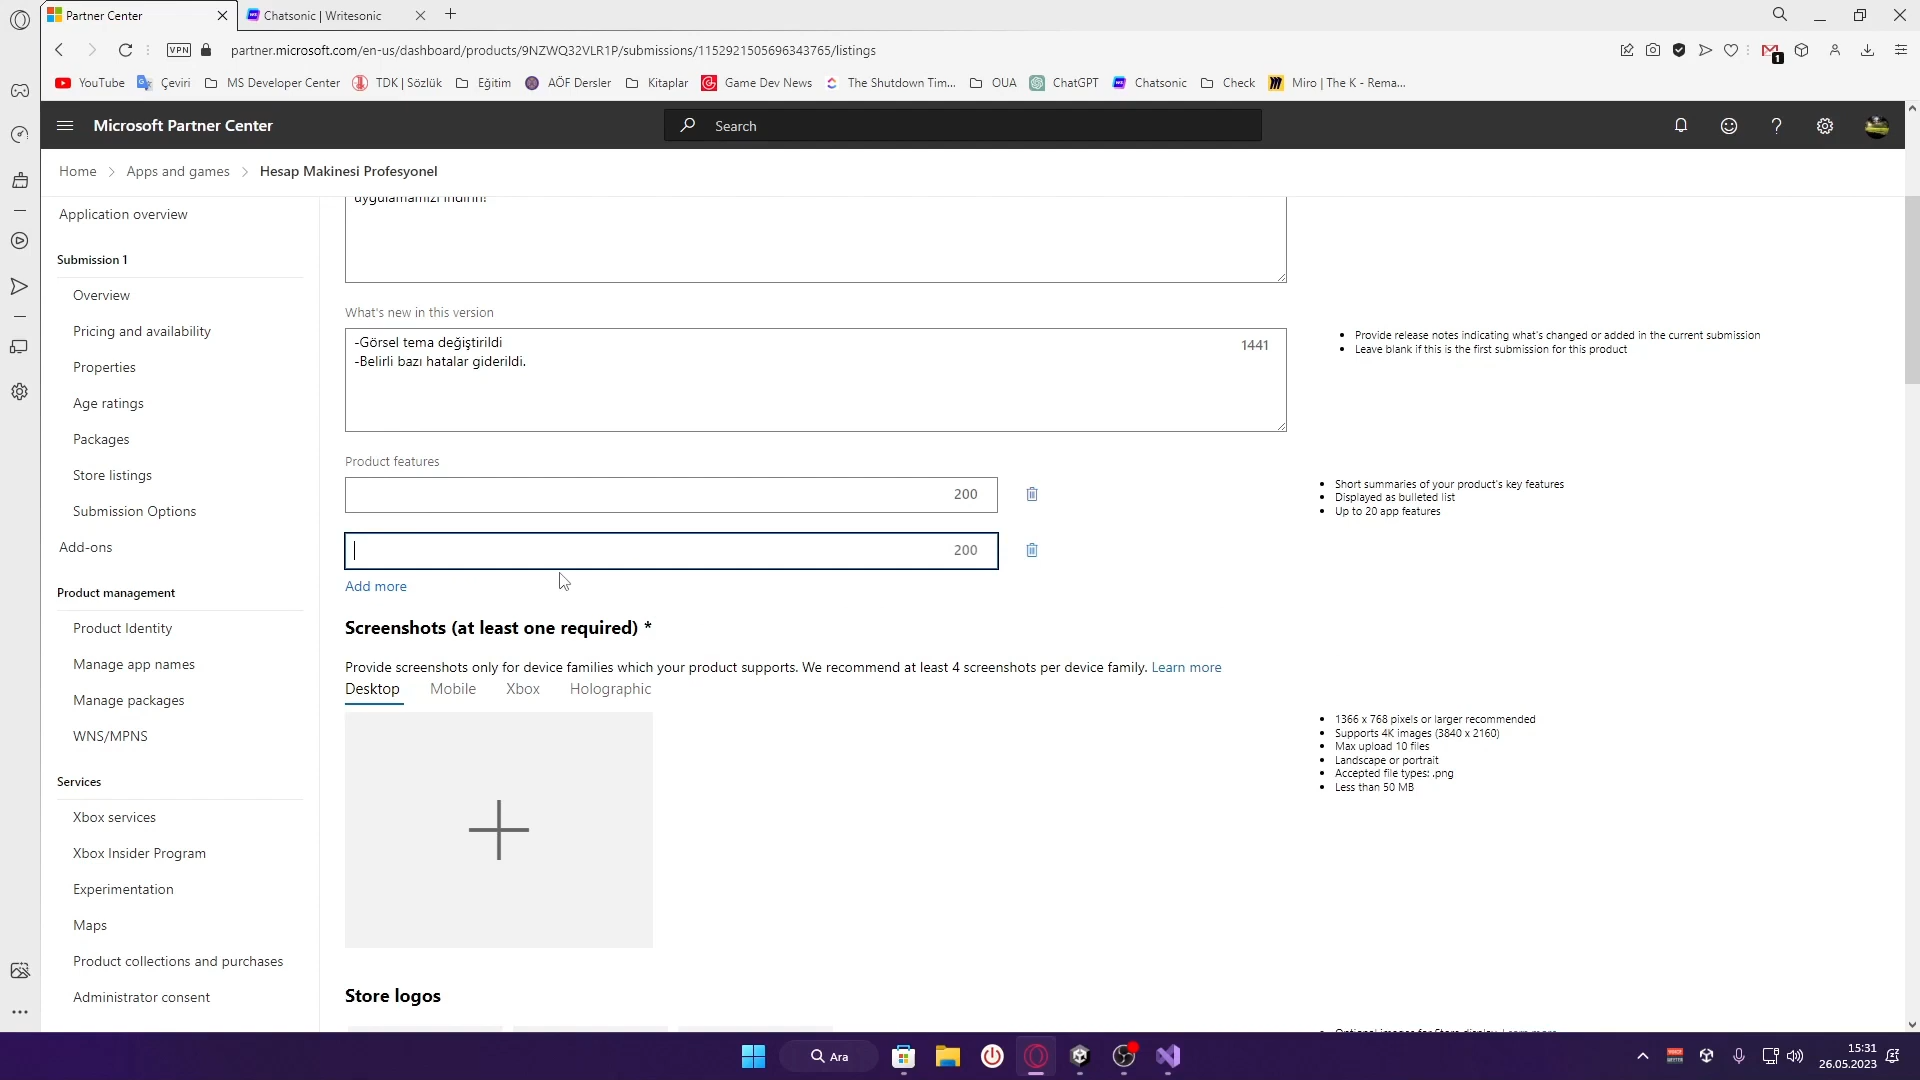 Partner Center
Chatsonic | Writesonic
VPN
partner.microsoft.com/en-us/dashboard/products/9NZWQ32VLR1P/submissions/1152921505696343765/listings
1
YouTube
Çeviri
MS Developer Center
TDK | Sözlük
Eğitim
AÖF Dersler
Kitaplar
Game Dev News
The Shutdown Tim...
OUA
ChatGPT
Chatsonic
Check
Miro | The K - Rema...
Microsoft Partner Center
Search
Home
Apps and games
Hesap Makinesi Profesyonel
Application overview
Submission 1
Overview
Pricing and availability
Properties
Age ratings
Packages
Store listings
Submission Options
Add-ons
Product management
Product Identity
Manage app names
Manage packages
WNS/MPNS
Services
Xbox services
Xbox Insider Program
Experimentation
Maps
Product collections and purchases
Administrator consent
uygulamamızı indirin!
What's new in this version
-Görsel tema değiştirildi
-Belirli bazı hatalar giderildi.
1441
• Provide release notes indicating what's changed or added in the current submission
• Leave blank if this is the first submission for this product
Product features
200
200
Add more
• Short summaries of your product's key features
• Displayed as bulleted list
• Up to 20 app features
Screenshots (at least one required) *
Provide screenshots only for device families which your product supports. We recommend at least 4 screenshots per device family. Learn more
Desktop
Mobile
Xbox
Holographic
• 1366 x 768 pixels or larger recommended
• Supports 4K images (3840 x 2160)
• Max upload 10 files
• Landscape or portrait
• Accepted file types: .png
• Less than 50 MB
Store logos
• Optional images for Store display. Learn more
Ara
15:31
26.05.2023